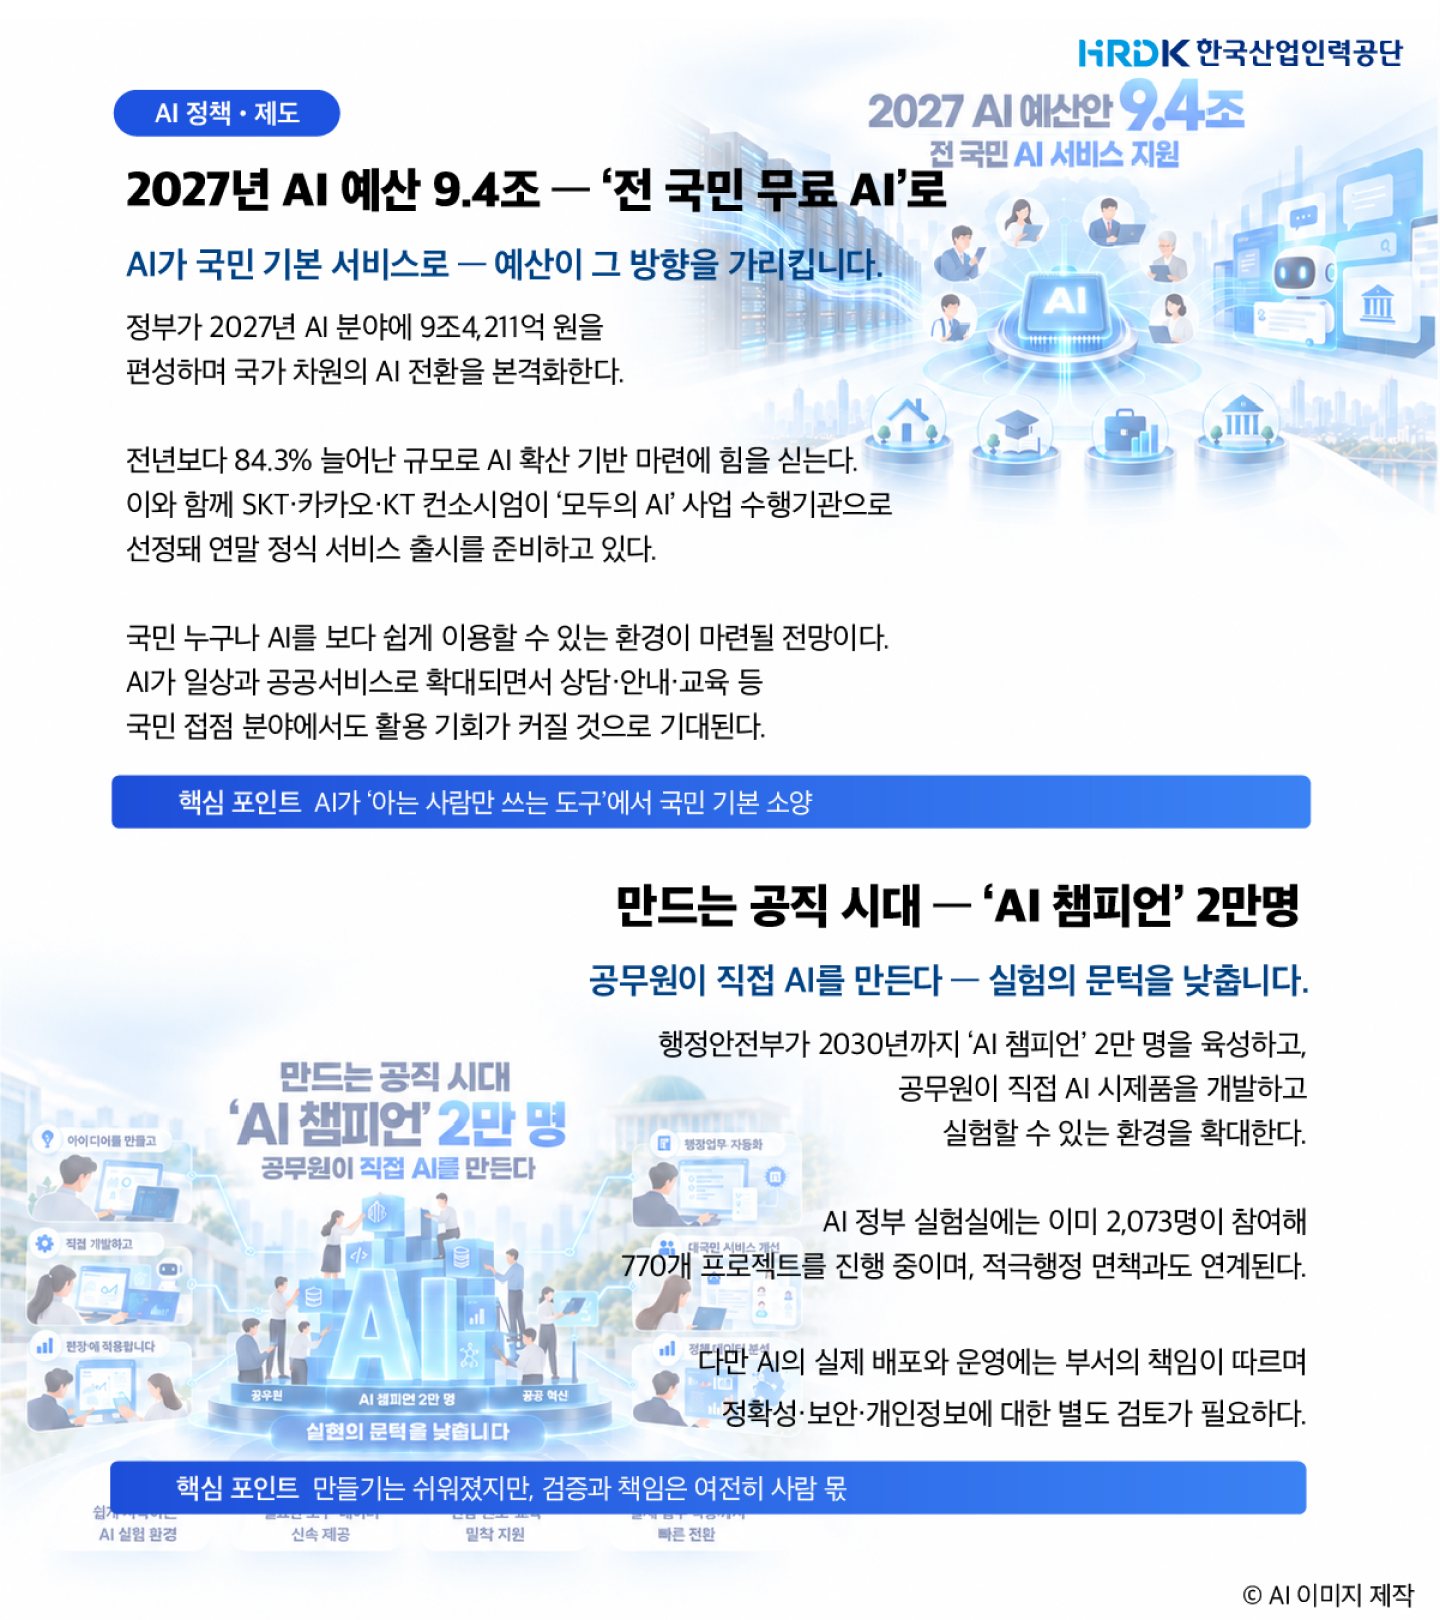 HRDK 한국산업인력공단
AI 정책·제도
2027 AI 예산안 9.4조
전 국민 AI 서비스 지원
2027년 AI 예산 9.4조 — ‘전 국민 무료 AI’로
AI가 국민 기본 서비스로 — 예산이 그 방향을 가리킵니다.
AI
정부가 2027년 AI 분야에 9조4,211억 원을
편성하며 국가 차원의 AI 전환을 본격화한다.
전년보다 84.3% 늘어난 규모로 AI 확산 기반 마련에 힘을 싣는다.
이와 함께 SKT·카카오·KT 컨소시엄이 ‘모두의 AI’ 사업 수행기관으로
선정돼 연말 정식 서비스 출시를 준비하고 있다.
국민 누구나 AI를 보다 쉽게 이용할 수 있는 환경이 마련될 전망이다.
AI가 일상과 공공서비스로 확대되면서 상담·안내·교육 등
국민 접점 분야에서도 활용 기회가 커질 것으로 기대된다.
핵심 포인트 AI가 ‘아는 사람만 쓰는 도구’에서 국민 기본 소양
만드는 공직 시대 — ‘AI 챔피언’ 2만명
공무원이 직접 AI를 만든다 — 실험의 문턱을 낮춥니다.
행정안전부가 2030년까지 ‘AI 챔피언’ 2만 명을 육성하고,
공무원이 직접 AI 시제품을 개발하고
실험할 수 있는 환경을 확대한다.
AI 정부 실험실에는 이미 2,073명이 참여해
770개 프로젝트를 진행 중이며, 적극행정 면책과도 연계된다.
다만 AI의 실제 배포와 운영에는 부서의 책임이 따르며
정확성·보안·개인정보에 대한 별도 검토가 필요하다.
만드는 공직 시대
‘AI 챔피언’ 2만 명
공무원이 직접 AI를 만든다
아이디어를 만들고
직접 개발하고
현장에 적용합니다
행정업무 자동화
대국민 서비스 개선
정책 데이터 분석
AI
공우원
AI 챔피언 2만 명
공공 혁신
실현의 문턱을 낮춥니다
핵심 포인트 만들기는 쉬워졌지만, 검증과 책임은 여전히 사람 몫
AI 실험 환경
신속 제공
밀착 지원
빠른 전환
© AI 이미지 제작